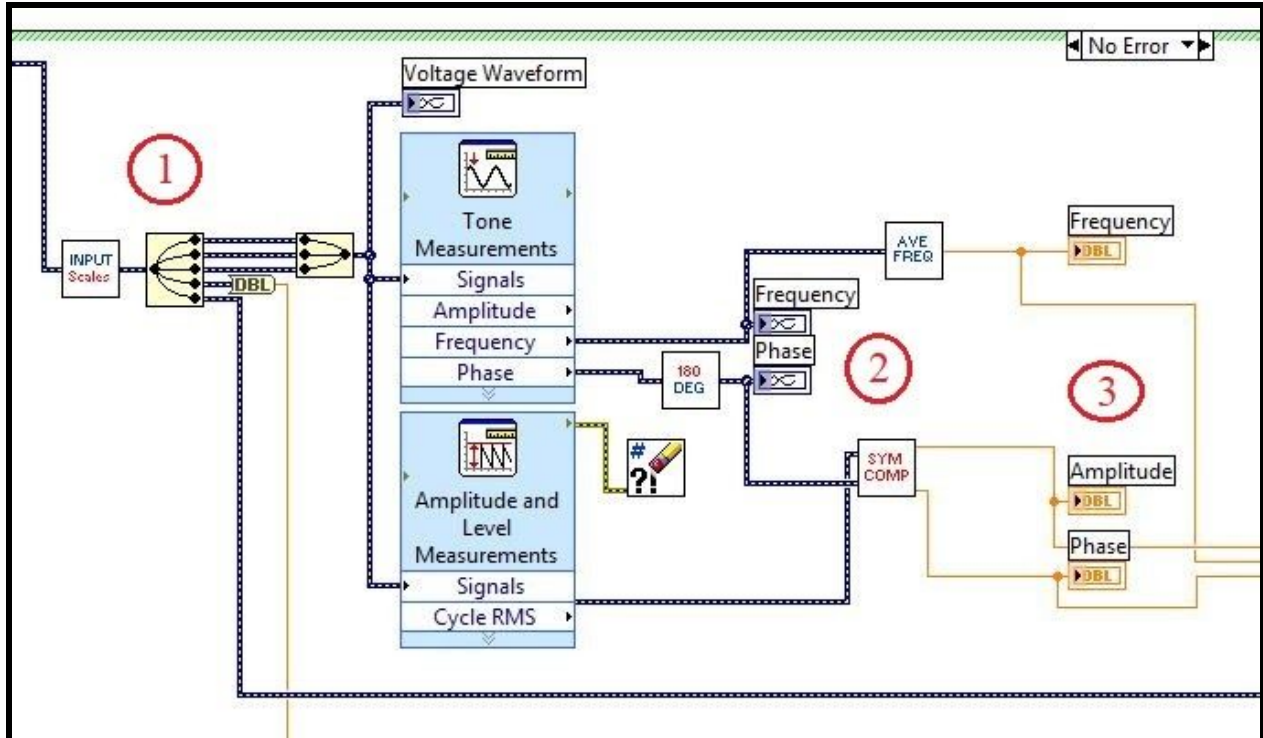 No Error
Voltage Waveform
1
INPUT
Scales
DBL
Tone
Measurements
Signals
Amplitude
Frequency
Phase
180
DEG
Frequency
Phase
AVE
FREQ
2
Frequency
DBL
3
Amplitude and
Level
Measurements
Signals
Cycle RMS
#
?!
SYM
COMP
Amplitude
DBL
Phase
DBL